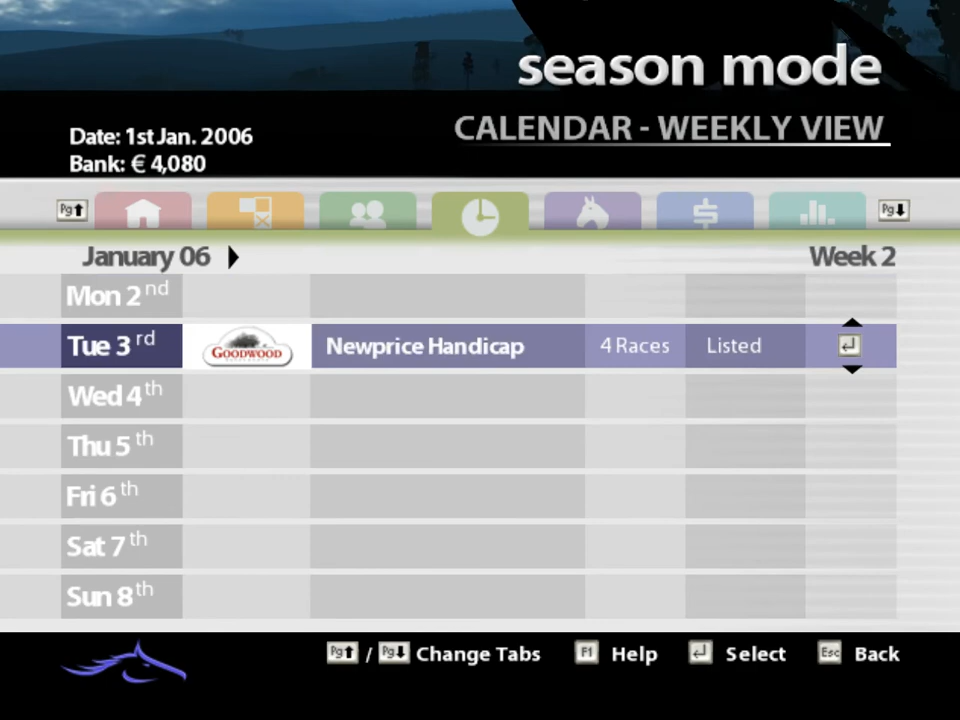 season mode
CALENDAR - WEEKLY VIEW
Date: 1st Jan. 2006
Bank: € 4,080
Pg
Pg
January 06
Week 2
Mon 2nd
Tue 3rd GOODWOOD Newprice Handicap 4 Races Listed
Wed 4th
Thu 5th
Fri 6th
Sat 7th
Sun 8th
Pg / Pg Change Tabs F1 Help Select Esc Back